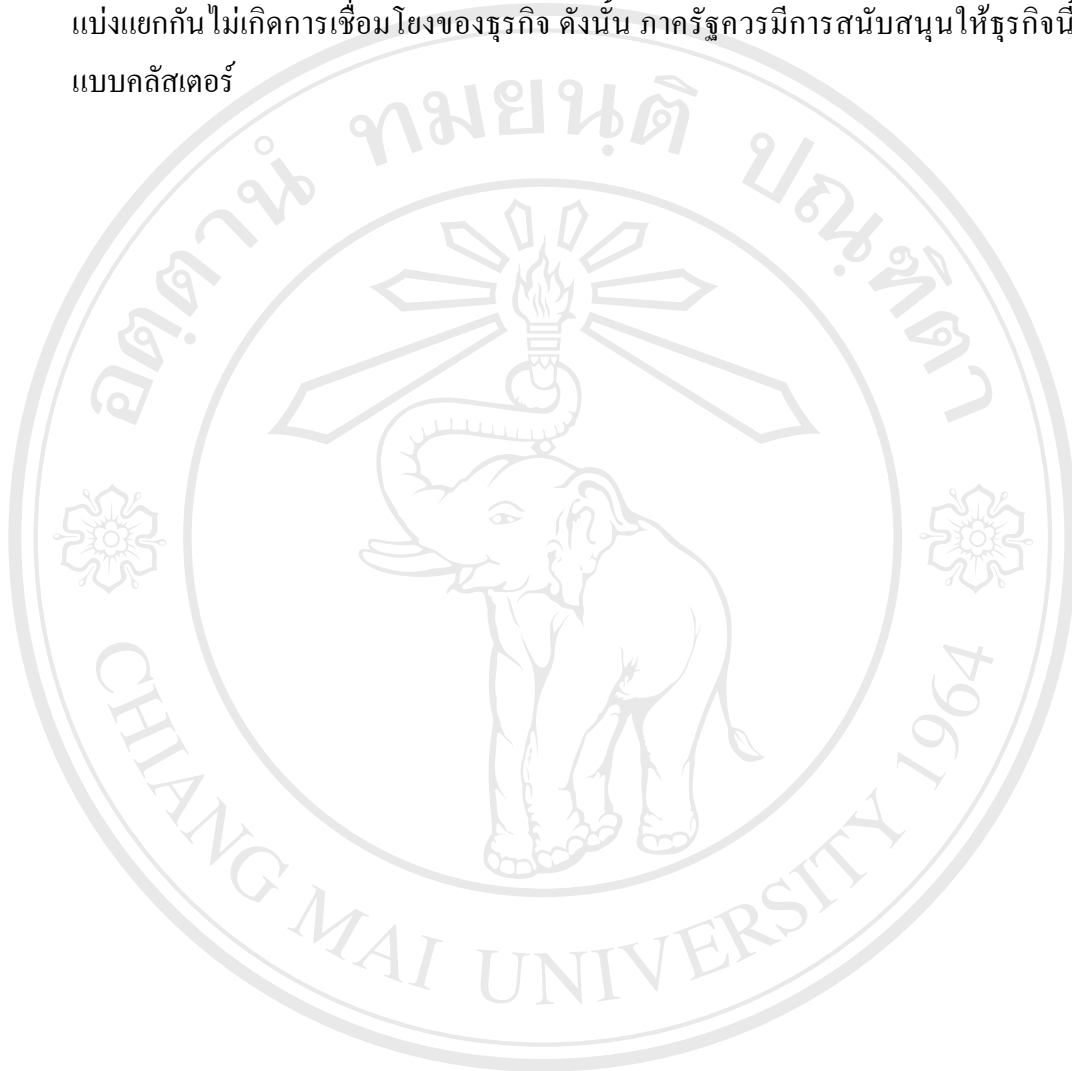 แบ่งแยกกันไม่เกิดการเชื่อมโยงของธุรกิจ ดังนั้น ภาครัฐควรมีการสนับสนุนให้ธุรกิจนี้
แบบคลัสเตอร์
อตฺตานํ ทมยนฺติ ปณฺฑิตา
CHIANG MAI UNIVERSITY 1964